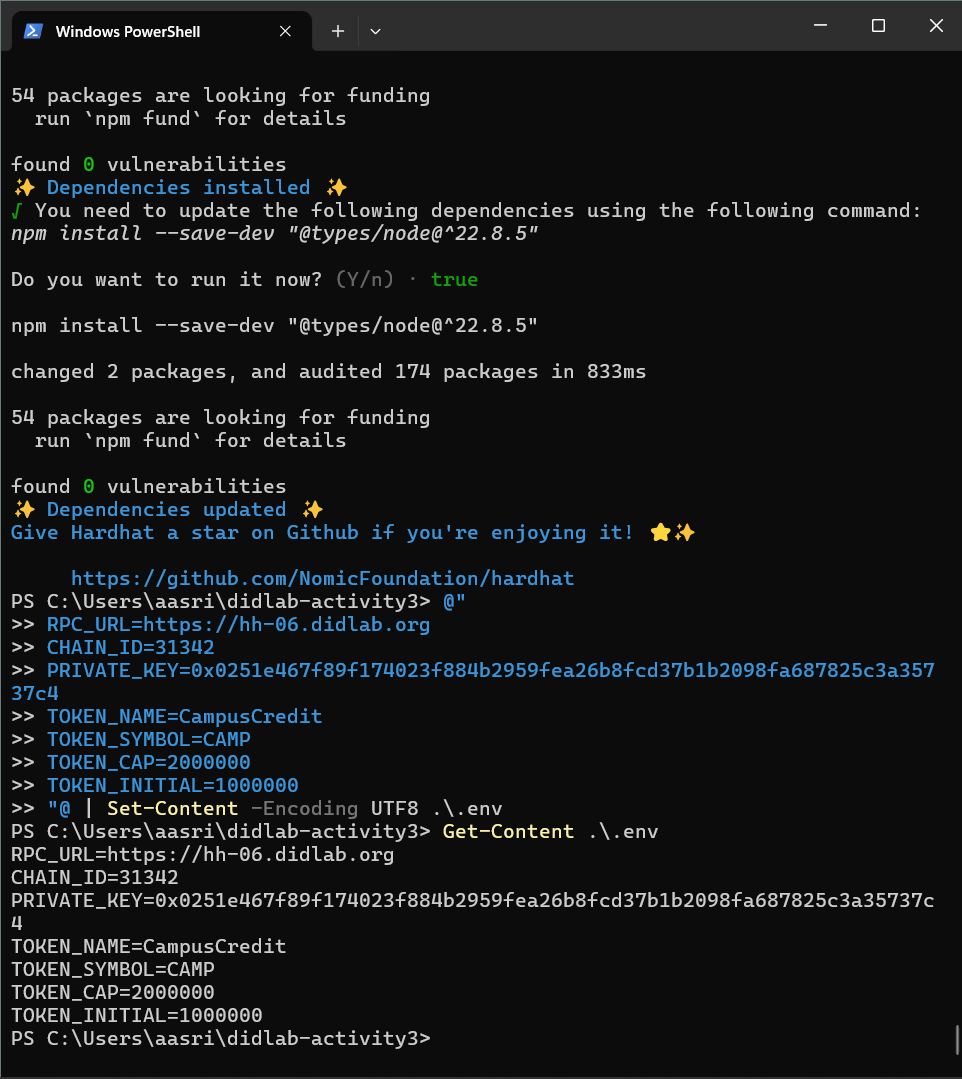 Windows PowerShell
54 packages are looking for funding
  run `npm fund` for details
found 0 vulnerabilities
✨ Dependencies installed ✨
√ You need to update the following dependencies using the following command:
npm install --save-dev "@types/node@^22.8.5"
Do you want to run it now? (Y/n) · true
npm install --save-dev "@types/node@^22.8.5"
changed 2 packages, and audited 174 packages in 833ms
54 packages are looking for funding
  run `npm fund` for details
found 0 vulnerabilities
✨ Dependencies updated ✨
Give Hardhat a star on Github if you're enjoying it! ⭐✨
     https://github.com/NomicFoundation/hardhat
PS C:\Users\aasri\didlab-activity3> @"
>> RPC_URL=https://hh-06.didlab.org
>> CHAIN_ID=31342
>> PRIVATE_KEY=0x0251e467f89f174023f884b2959fea26b8fcd37b1b2098fa687825c3a357
37c4
>> TOKEN_NAME=CampusCredit
>> TOKEN_SYMBOL=CAMP
>> TOKEN_CAP=2000000
>> TOKEN_INITIAL=1000000
>> "@ | Set-Content -Encoding UTF8 .\.env
PS C:\Users\aasri\didlab-activity3> Get-Content .\.env
RPC_URL=https://hh-06.didlab.org
CHAIN_ID=31342
PRIVATE_KEY=0x0251e467f89f174023f884b2959fea26b8fcd37b1b2098fa687825c3a35737c
4
TOKEN_NAME=CampusCredit
TOKEN_SYMBOL=CAMP
TOKEN_CAP=2000000
TOKEN_INITIAL=1000000
PS C:\Users\aasri\didlab-activity3>